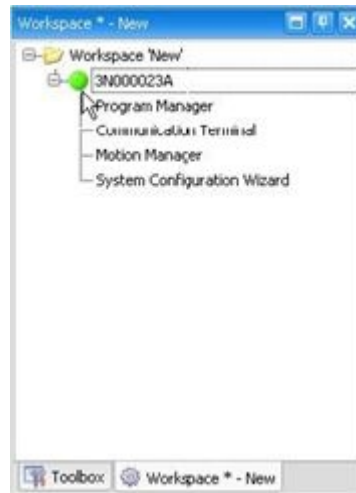 Workspace * - New
Workspace 'New'
3N000023A
Program Manager
Communication Terminal
Motion Manager
System Configuration Wizard
Toolbox
Workspace * - New